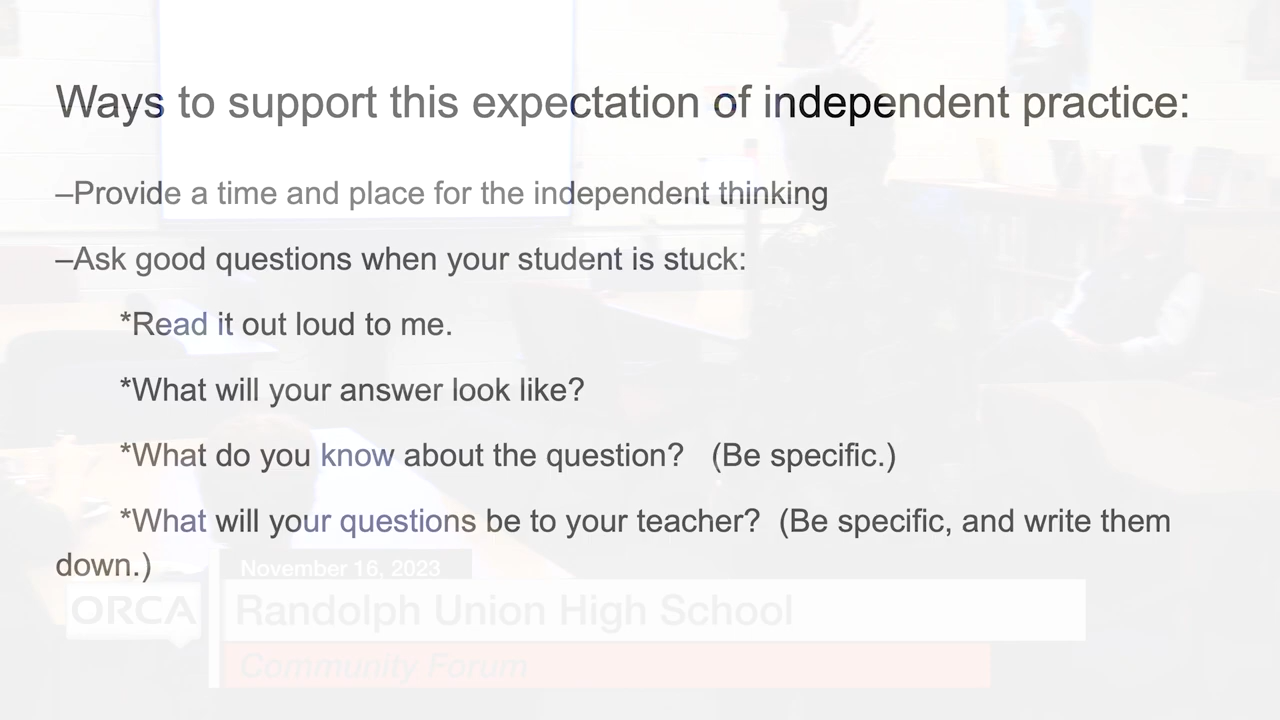 Ways to support this expectation of independent practice:
–Provide a time and place for the independent thinking
–Ask good questions when your student is stuck:
*Read it out loud to me.
*What will your answer look like?
*What do you know about the question? (Be specific.)
*What will your questions be to your teacher? (Be specific, and write them
down.)
November 16, 2023
ORCA
Randolph Union High School
Community Forum